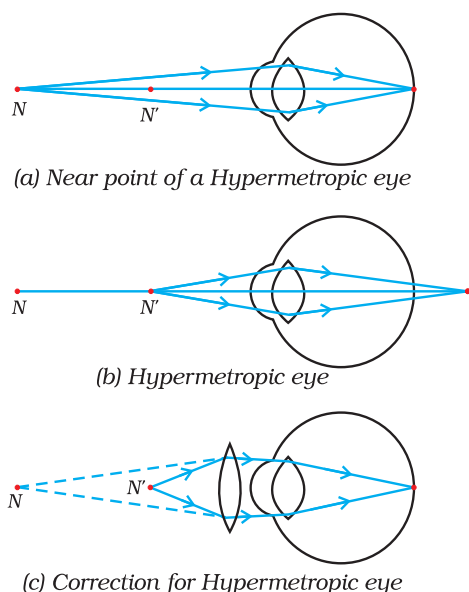 N N′
(a) Near point of a Hypermetropic eye
N N′
(b) Hypermetropic eye
N N′
(c) Correction for Hypermetropic eye